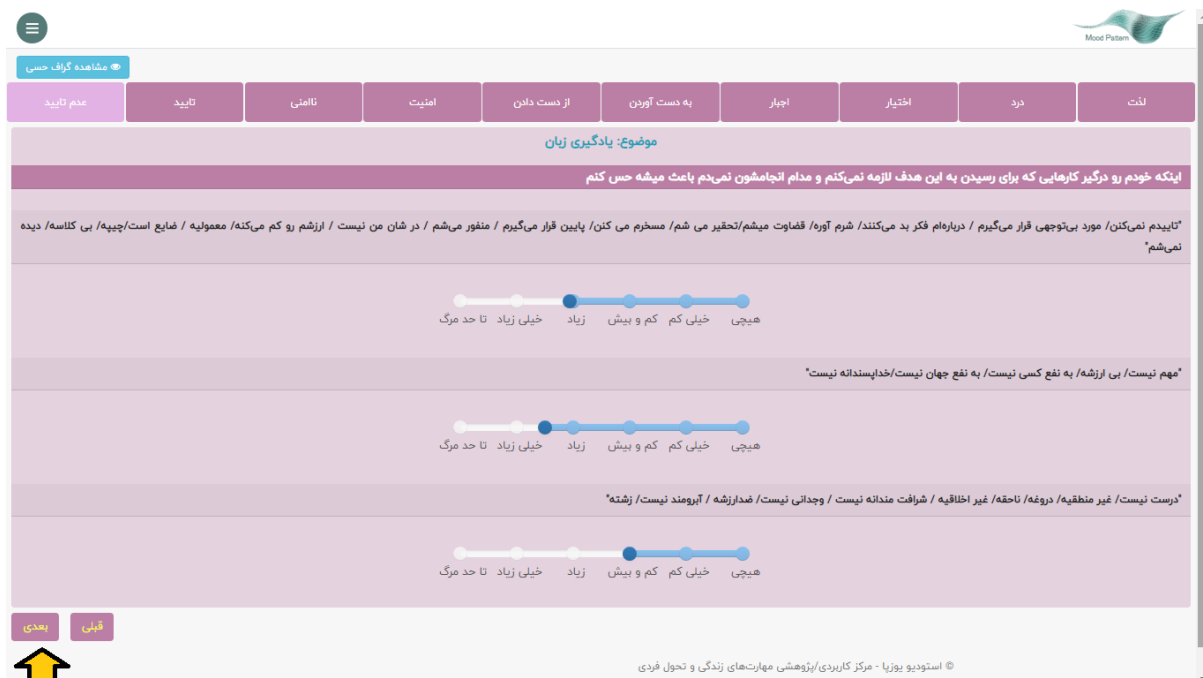 Mood Pattern
مشاهده گراف حسی
لذت
درد
اختیار
اجبار
به دست آوردن
از دست دادن
امنیت
ناامنی
تایید
عدم تایید
موضوع: یادگیری زبان
اینکه خودم رو درگیر کارهایی که برای رسیدن به این هدف لازمه نمی‌کنم و مدام انجامشون نمی‌دم باعث میشه حس کنم
"تاییدم نمی‌کنن/ مورد بی‌توجهی قرار می‌گیرم / درباره‌ام فکر بد می‌کنند/ شرم آوره/ قضاوت میشم/تحقیر می شم/ مسخرم می کنن/ پایین قرار می‌گیرم / منفور می‌شم / در شان من نیست / ارزشم رو کم می‌کنه/ معمولیه / ضایع است/چیپه/ بی کلاسه/ دیده
نمی‌شم"
هیچی خیلی کم کم و بیش زیاد خیلی زیاد تا حد مرگ
"مهم نیست/ بی ارزشه/ به نفع کسی نیست/ به نفع جهان نیست/خداپسندانه نیست"
هیچی خیلی کم کم و بیش زیاد خیلی زیاد تا حد مرگ
"درست نیست/ غیر منطقیه/ دروغه/ ناحقه/ غیر اخلاقیه / شرافت مندانه نیست / وجدانی نیست/ ضدارزشه / آبرومند نیست/ زشته"
هیچی خیلی کم کم و بیش زیاد خیلی زیاد تا حد مرگ
قبلی
بعدی
© استودیو یوزپا - مرکز کاربردی/پژوهشی مهارت‌های زندگی و تحول فردی